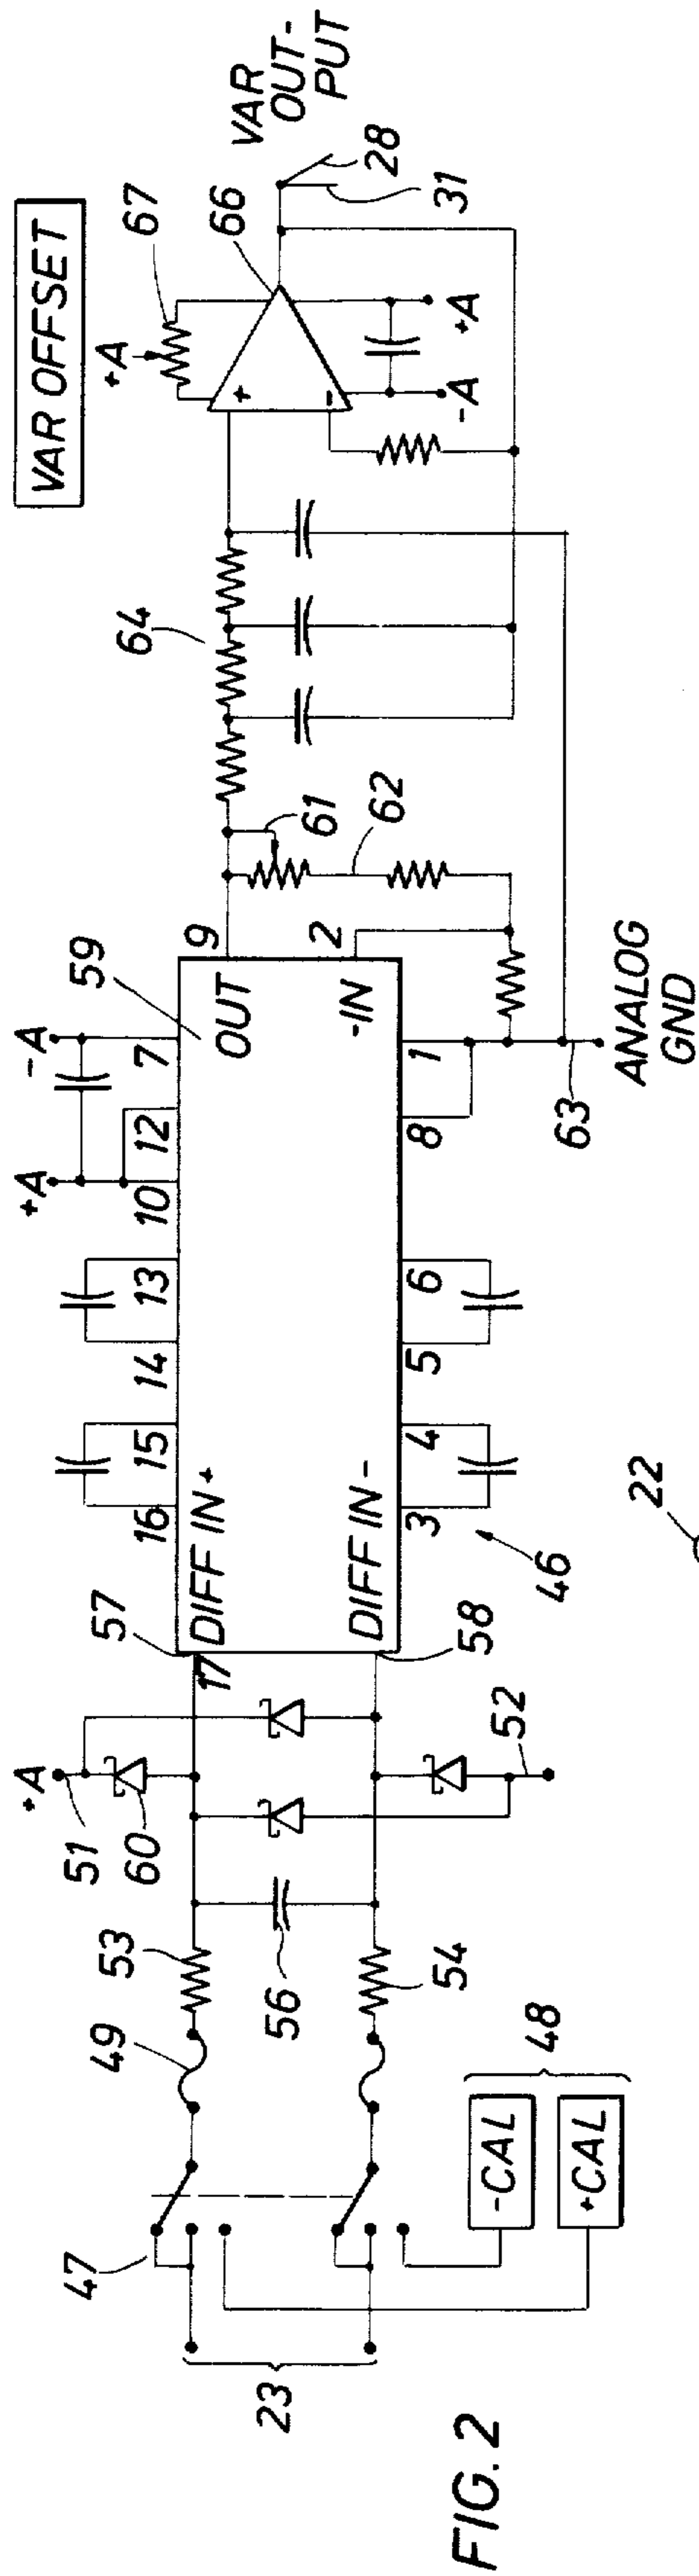 VAR OFFSET
+A
67
66
VAR
OUT-
PUT
28
31
+
-
-A
+A
64
61
62
59
9
2
+A
-A
16
15
14
13
10
12
7
DIFF IN +
OUT
DIFF IN -
-IN
3
4
5
6
8
1
46
63
ANALOG
GND
57
17
58
+A
51
60
52
53
56
54
49
47
23
48
-CAL
+CAL
22
FIG. 2